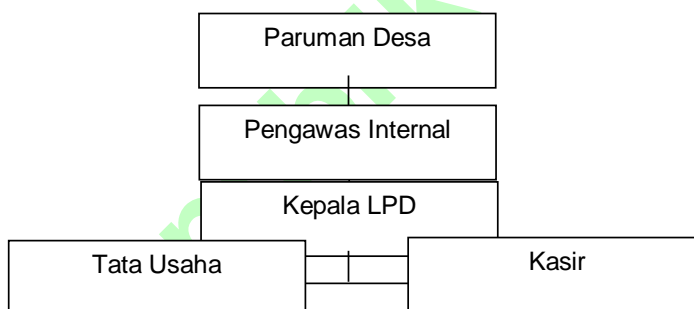 Paruman Desa
Pengawas Internal
Kepala LPD
Tata Usaha
Kasir